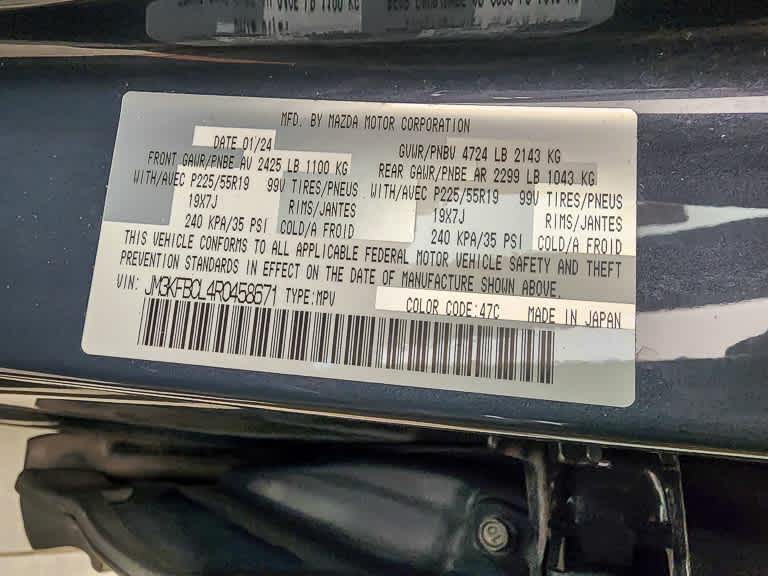 MFD. BY MAZDA MOTOR CORPORATION
DATE 01/24 GVWR/PNBV 4724 LB 2143 KG
FRONT GAWR/PNBE AV 2425 LB 1100 KG REAR GAWR/PNBE AR 2299 LB 1043 KG
WITH/AVEC P225/55R19 99V TIRES/PNEUS WITH/AVEC P225/55R19 99V TIRES/PNEUS
19X7J RIMS/JANTES 19X7J RIMS/JANTES
240 KPA/35 PSI COLD/A FROID 240 KPA/35 PSI COLD/A FROID
THIS VEHICLE CONFORMS TO ALL APPLICABLE FEDERAL MOTOR VEHICLE SAFETY AND THEFT
PREVENTION STANDARDS IN EFFECT ON THE DATE OF MANUFACTURE SHOWN ABOVE.
VIN: JM3KFBCL4R0458671 TYPE:MPV COLOR CODE:47C MADE IN JAPAN